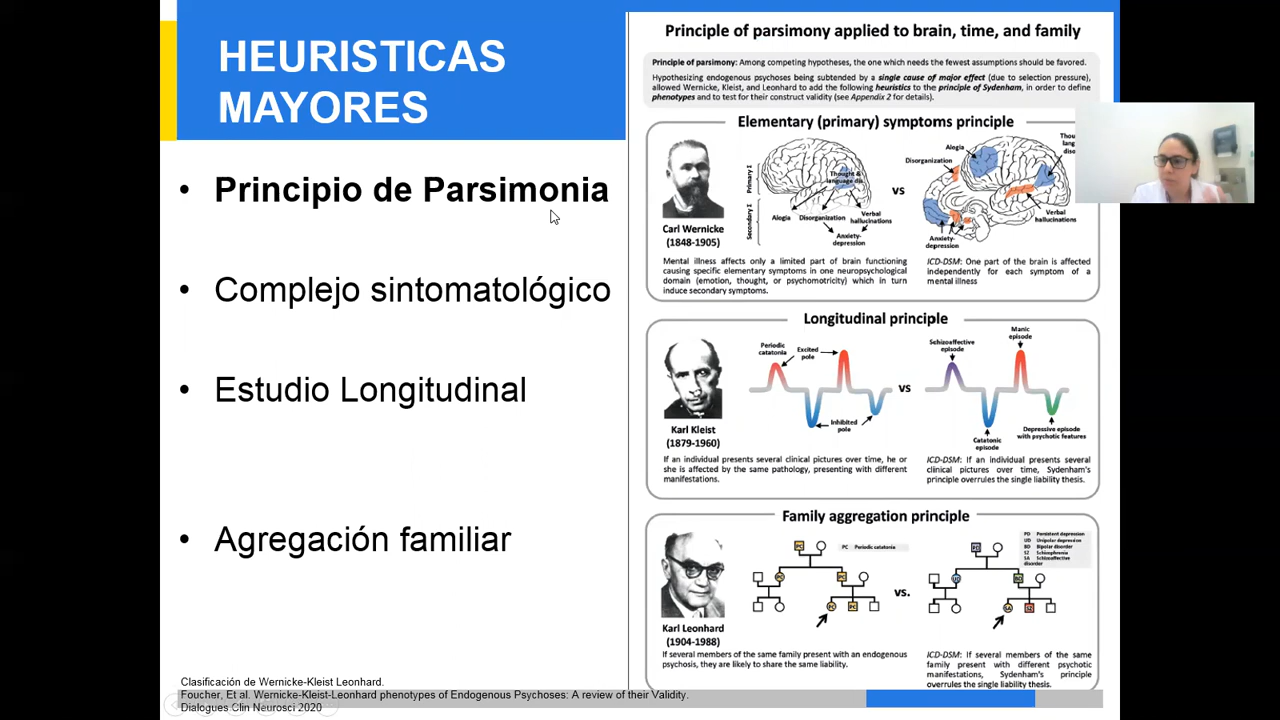 HEURISTICAS
MAYORES
• Principio de Parsimonia
• Complejo sintomatológico
• Estudio Longitudinal
• Agregación familiar
Clasificación de Wernicke-Kleist Leonhard.
Foucher, Et al. Wernicke-Kleist-Leonhard phenotypes of Endogenous Psychoses: A review of their Validity.
Dialogues Clin Neurosci 2020
Principle of parsimony applied to brain, time, and family
Principle of parsimony: Among competing hypotheses, the one which needs the fewest assumptions should be favored.
Hypothesizing endogenous psychoses being subtended by a single cause of major effect (due to selection pressure),
allowed Wernicke, Kleist, and Leonhard to add the following heuristics to the principle of Sydenham, in order to define
phenotypes and to test for their construct validity (see Appendix 2 for details).
Elementary (primary) symptoms principle
Carl Wernicke
(1848-1905)
Primary I
Secondary I
Thought &
language dis.
Alogia
Disorganization
Verbal
hallucinations
Anxiety-
depression
Mental illness affects only a limited part of brain functioning
causing specific elementary symptoms in one neuropsychological
domain (emotion, thought, or psychomotricity) which in turn
induce secondary symptoms.
vs
Alogia
Disorganization
Verbal
hallucinations
Anxiety-
depression
ICD-DSM: One part of the brain is affected
independently for each symptom of a
mental illness
Longitudinal principle
Karl Kleist
(1879-1960)
Periodic
catatonia
Excited
pole
Inhibited
pole
If an individual presents several clinical pictures over time, he or
she is affected by the same pathology, presenting with different
manifestations.
vs
Schizoeffective
episode
Manic
episode
Catatonic
episode
Depressive episode
with psychotic features
ICD-DSM: If an individual presents several
clinical pictures over time, Sydenham's
principle overrules the single liability thesis.
Family aggregation principle
Karl Leonhard
(1904-1988)
PC
PC Periodic catatonia
PC
PC
PC
PC
If several members of the same family present with an endogenous
psychosis, they are likely to share the same liability.
vs.
PD Persistent depression
UD Unipolar depression
BD Bipolar disorder
SZ Schizophrenia
SA Schizoaffective
disorder
UD
BD
SA
SZ
ICD-DSM: If several members of the same
family present with different psychotic
manifestations, Sydenham's principle
overrules the single liability thesis.